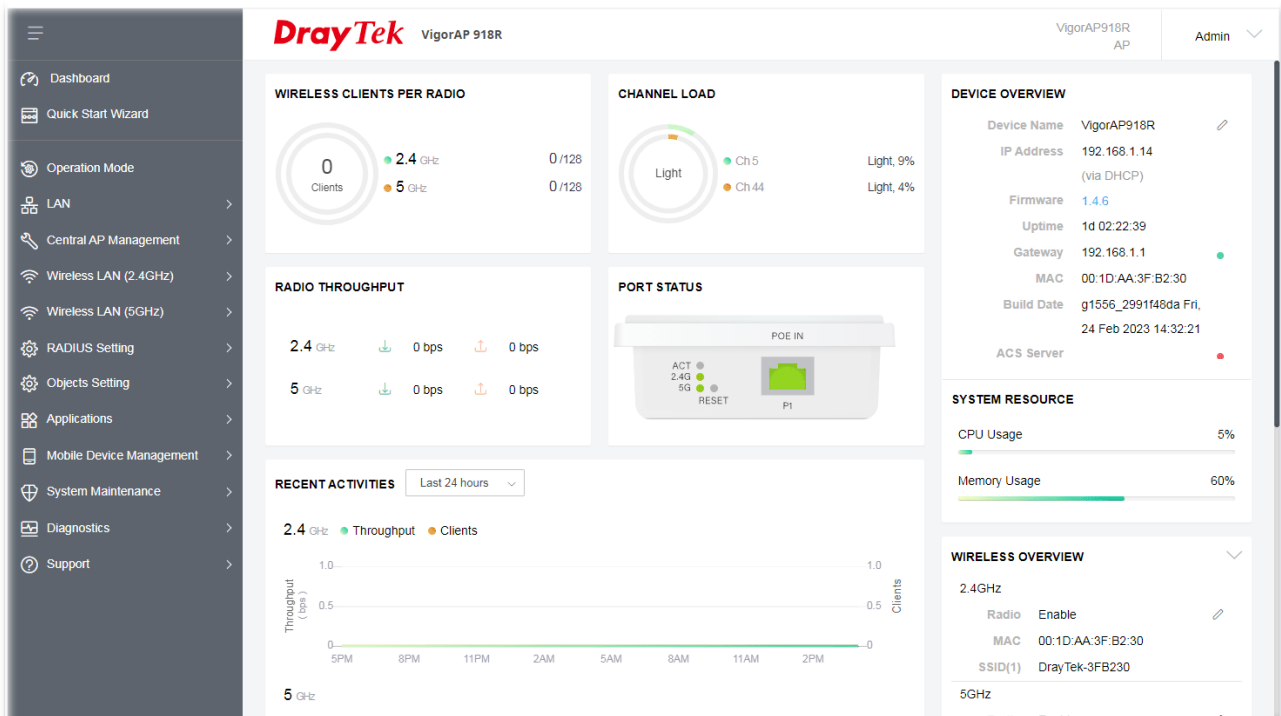 DrayTek VigorAP 918R
VigorAP918R
AP
Admin
Dashboard
Quick Start Wizard
Operation Mode
LAN
Central AP Management
Wireless LAN (2.4GHz)
Wireless LAN (5GHz)
RADIUS Setting
Objects Setting
Applications
Mobile Device Management
System Maintenance
Diagnostics
Support
WIRELESS CLIENTS PER RADIO
0
Clients
2.4 GHz 0 /128
5 GHz 0 /128
CHANNEL LOAD
Light
Ch 5 Light, 9%
Ch 44 Light, 4%
RADIO THROUGHPUT
2.4 GHz 0 bps 0 bps
5 GHz 0 bps 0 bps
PORT STATUS
POE IN
ACT
2.4G
5G
RESET
P1
RECENT ACTIVITIES Last 24 hours
2.4 GHz Throughput Clients
Throughput
( bps )
1.0
0.5
0
1.0
0.5
0
Clients
5PM 8PM 11PM 2AM 5AM 8AM 11AM 2PM
5 GHz
DEVICE OVERVIEW
Device Name VigorAP918R
IP Address 192.168.1.14
(via DHCP)
Firmware 1.4.6
Uptime 1d 02:22:39
Gateway 192.168.1.1
MAC 00:1D:AA:3F:B2:30
Build Date g1556_2991f48da Fri,
24 Feb 2023 14:32:21
ACS Server
SYSTEM RESOURCE
CPU Usage 5%
Memory Usage 60%
WIRELESS OVERVIEW
2.4GHz
Radio Enable
MAC 00:1D:AA:3F:B2:30
SSID(1) DrayTek-3FB230
5GHz